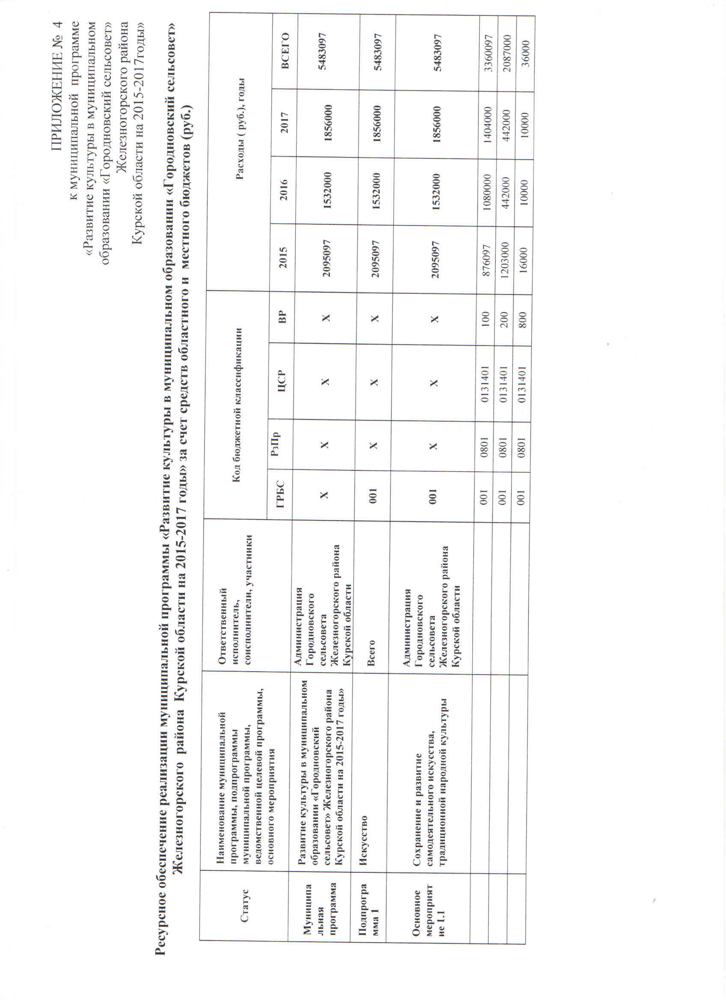 ПРИЛОЖЕНИЕ № 4
к муниципальной программе
«Развитие культуры в муниципальном
образовании «Городновский сельсовет»
Железногорского района
Курской области на 2015-2017годы»
Ресурсное обеспечение реализации муниципальной программы «Развитие культуры в муниципальном образовании «Городновский сельсовет»
Железногорского района Курской области на 2015-2017 годы» за счет средств областного и местного бюджетов (руб.)
Статус
Наименование муниципальной
программы, подпрограммы
муниципальной программы,
ведомственной целевой программы,
основного мероприятия
Ответственный
исполнитель,
соисполнители, участники
Код бюджетной классификации
Расходы ( руб.), годы
ГРБС РзПр ЦСР ВР 2015 2016 2017 ВСЕГО
Муниципа
льная
программа
Развитие культуры в муниципальном
образовании «Городновский
сельсовет» Железногорского района
Курской области на 2015-2017 годы»
Администрация
Городновского
сельсовета
Железногорского района
Курской области
X X X X 2095097 1532000 1856000 5483097
Подпрогра
мма 1
Искусство
Всего
001 X X X 2095097 1532000 1856000 5483097
Основное
мероприят
ие 1.1
Сохранение и развитие
самодеятельного искусства,
традиционной народной культуры
Администрация
Городновского
сельсовета
Железногорского района
Курской области
001 X X X 2095097 1532000 1856000 5483097
001 0801 0131401 100 876097 1080000 1404000 3360097
001 0801 0131401 200 1203000 442000 442000 2087000
001 0801 0131401 800 16000 10000 10000 36000